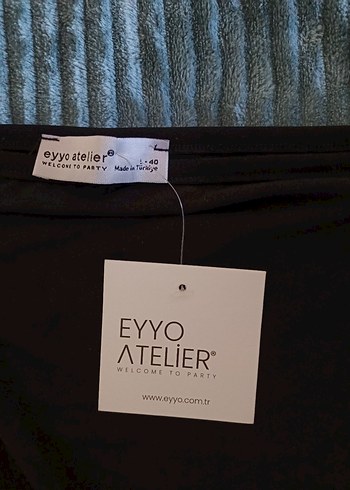 eyyo atelier®
WELCOME TO PARTY
L - 40
Made in Türkiye
EYYO
ATELİER®
WELCOME TO PARTY
www.eyyo.com.tr